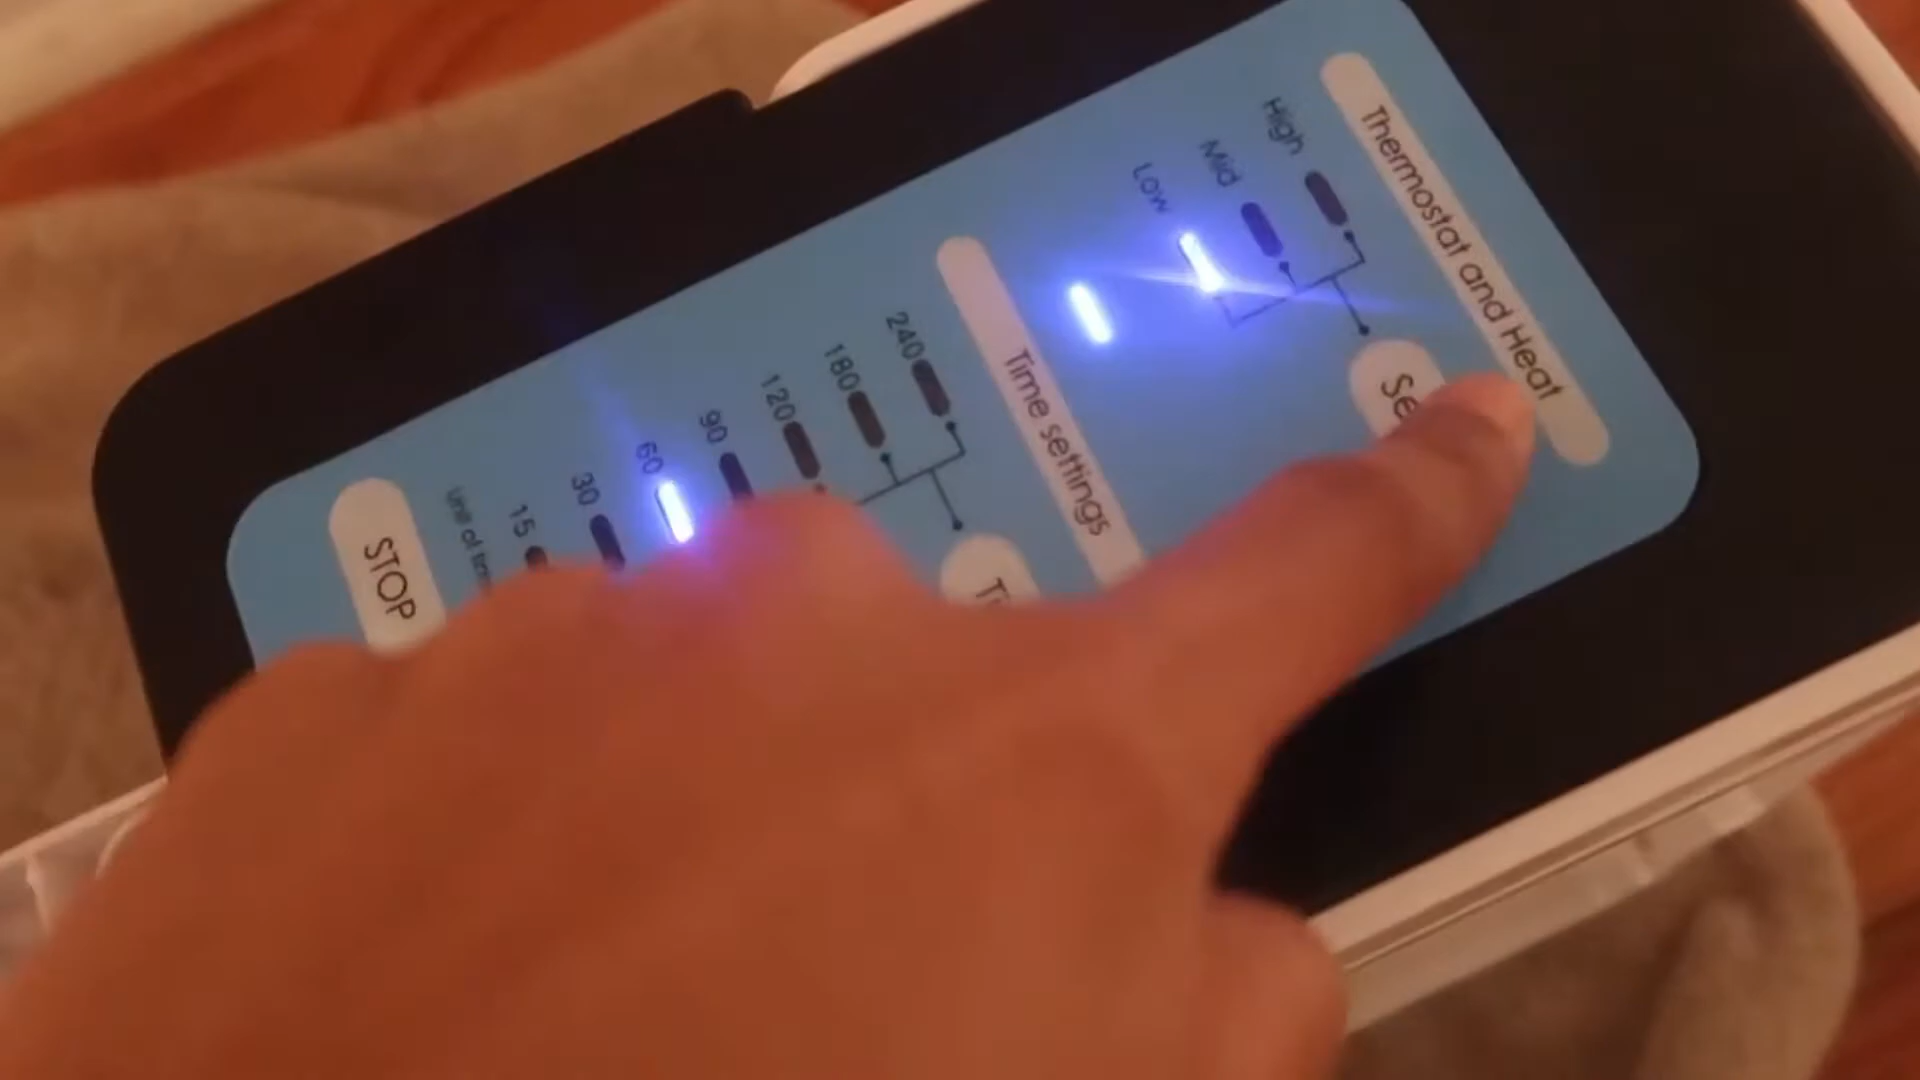 Thermostat and Heat
High
Mid
Low
Time settings
240
180
120
90
60
30
15
STOP